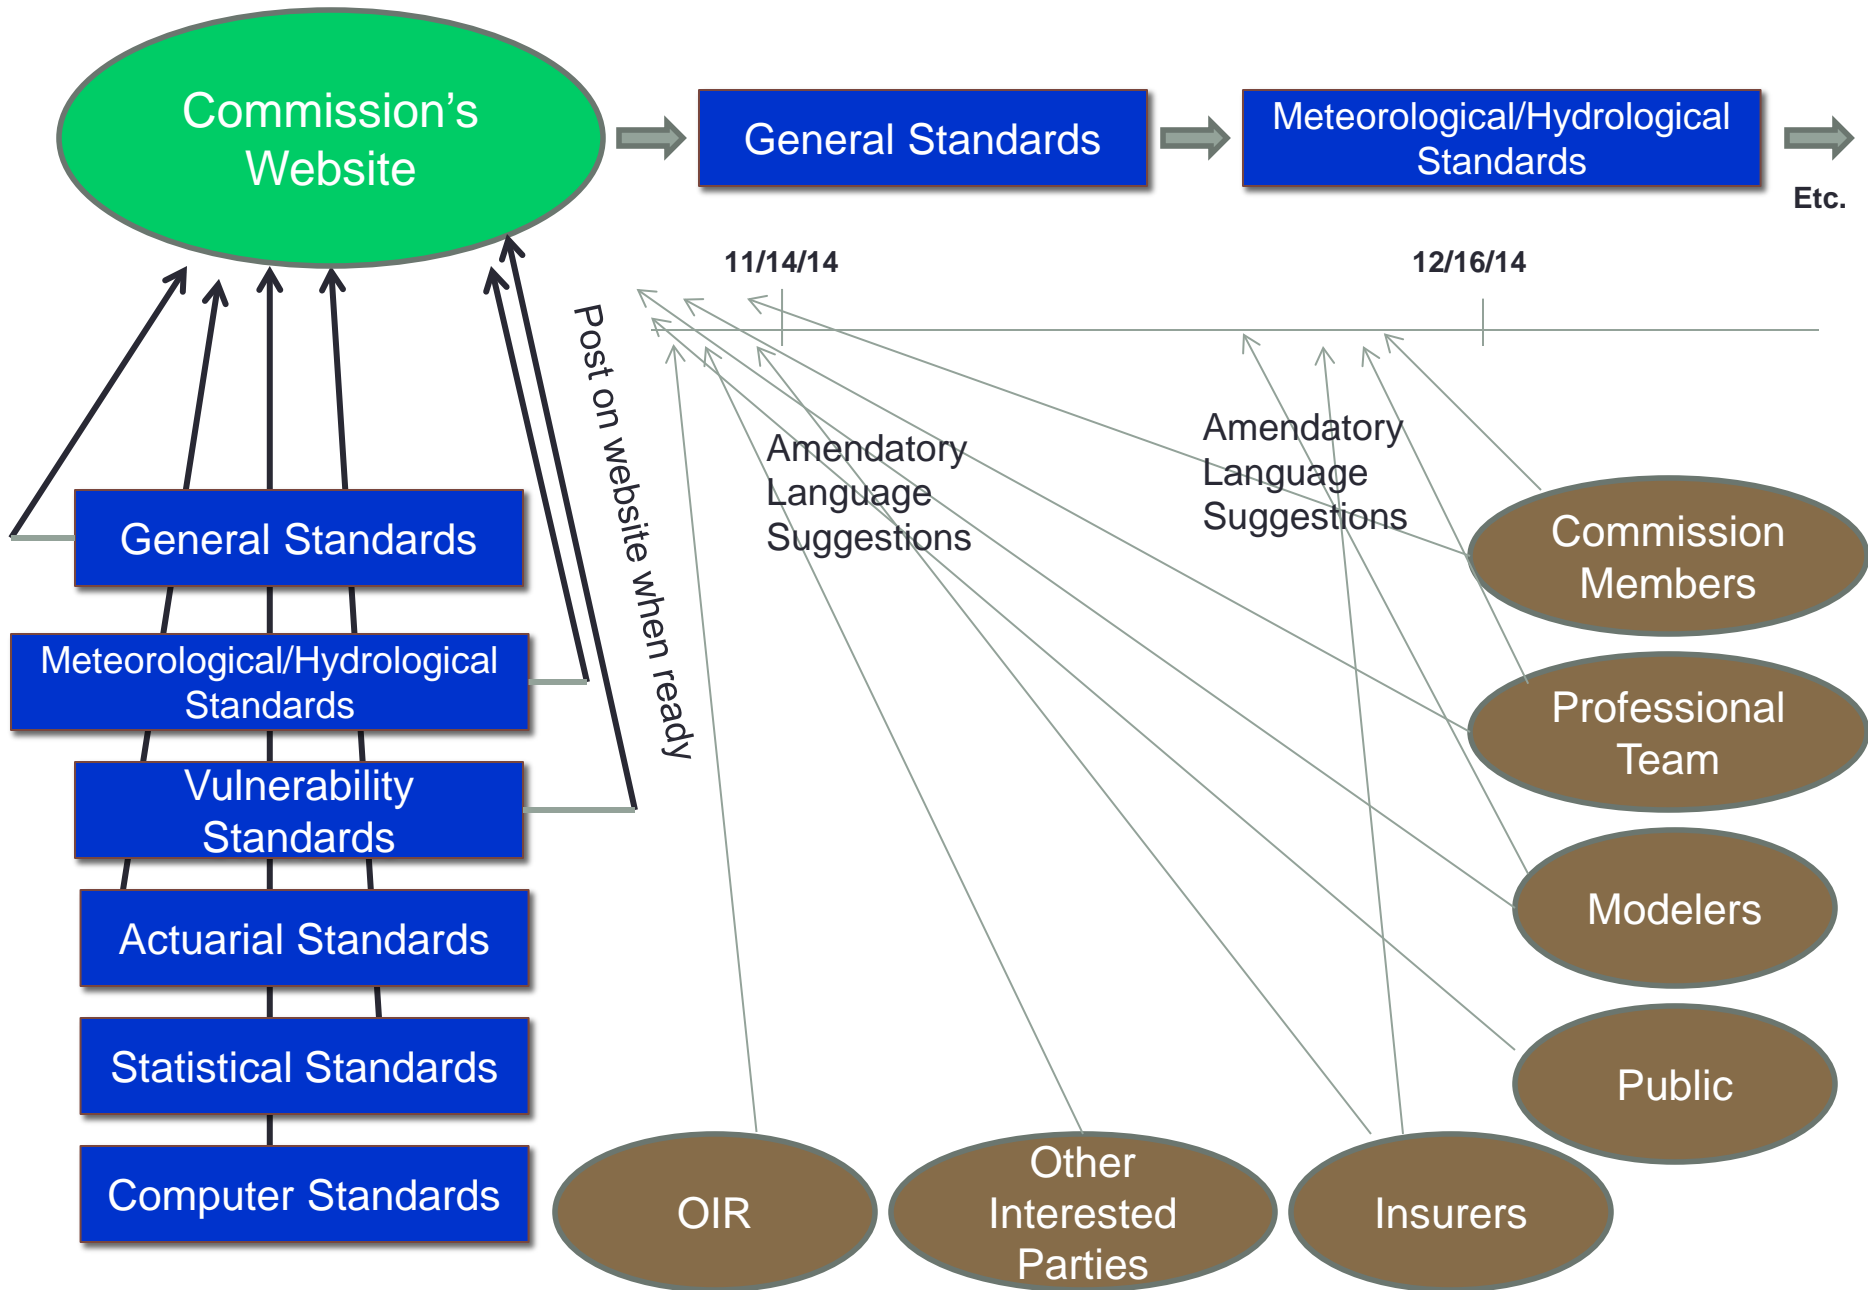 Commission's
Website
General Standards
Meteorological/Hydrological
Standards
Etc.
11/14/14
12/16/14
Post on website when ready
Amendatory
Language
Suggestions
Amendatory
Language
Suggestions
General Standards
Meteorological/Hydrological
Standards
Vulnerability
Standards
Actuarial Standards
Statistical Standards
Computer Standards
Commission
Members
Professional
Team
Modelers
Public
OIR
Other
Interested
Parties
Insurers